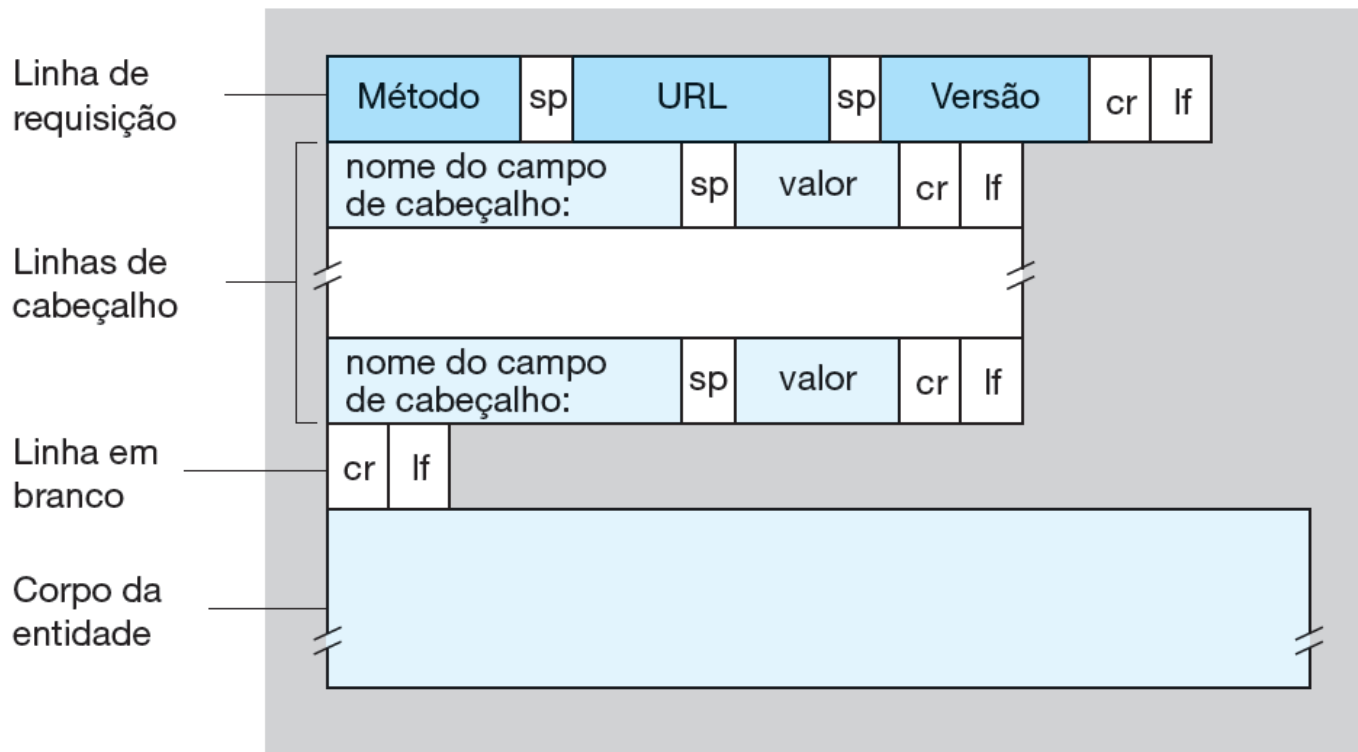 Linha de
requisição
Método sp URL sp Versão cr lf
nome do campo
de cabeçalho: sp valor cr lf
Linhas de
cabeçalho
nome do campo
de cabeçalho: sp valor cr lf
Linha em
branco
cr lf
Corpo da
entidade